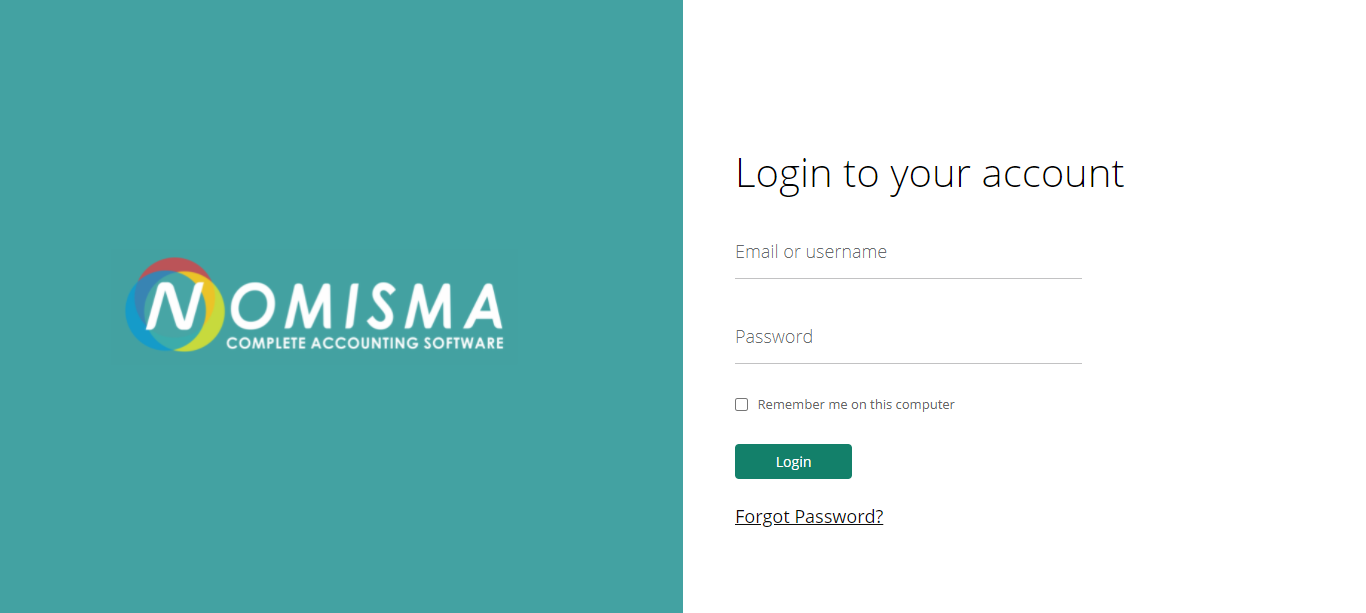 NOMISMA
COMPLETE ACCOUNTING SOFTWARE
Login to your account
Email or username
Password
Remember me on this computer
Login
Forgot Password?